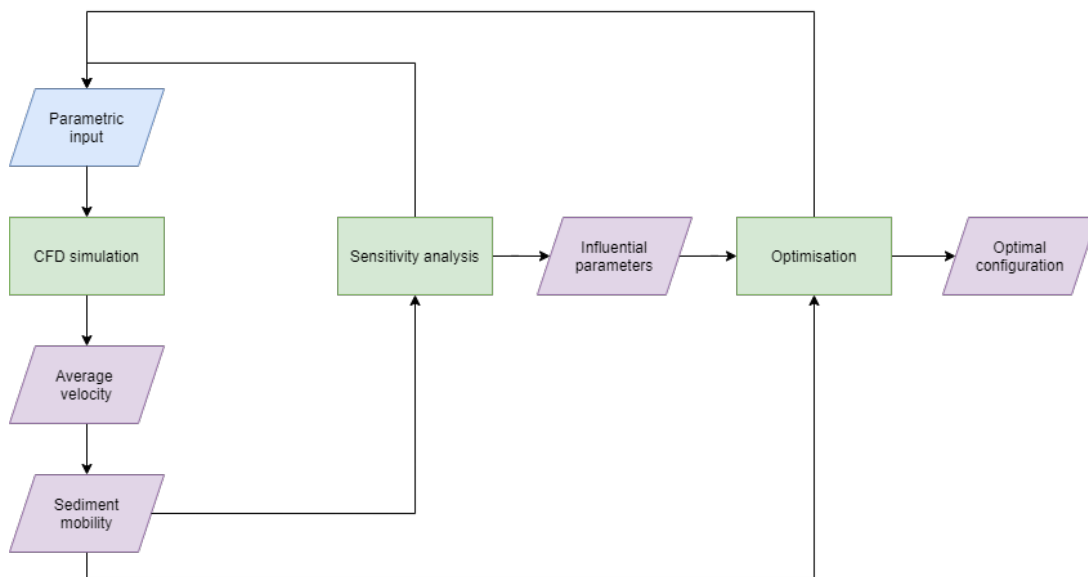 Parametric
input
CFD simulation
Sensitivity analysis
Influential
parameters
Optimisation
Optimal
configuration
Average
velocity
Sediment
mobility